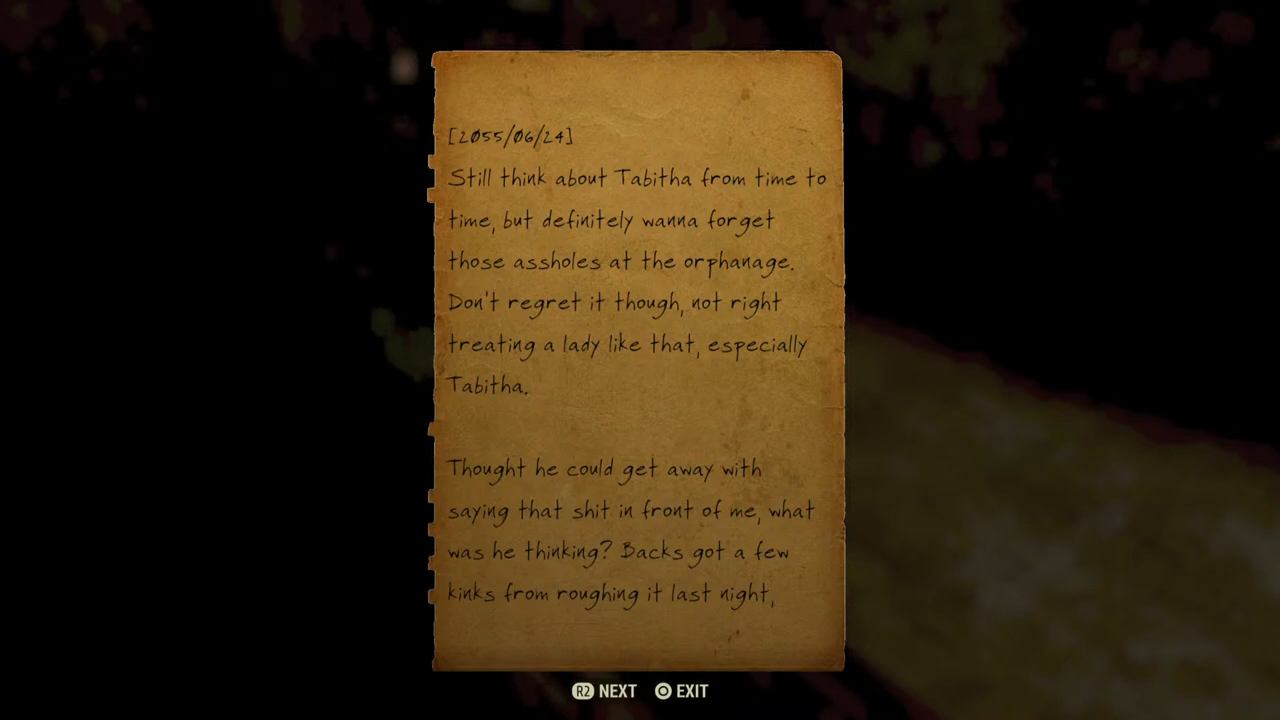 [2055/06/24]
Still think about Tabitha from time to
time, but definitely wanna forget
those assholes at the orphanage.
Don't regret it though, not right
treating a lady like that, especially
Tabitha.
Thought he could get away with
saying that shit in front of me, what
was he thinking? Backs got a few
kinks from roughing it last night,
R2 NEXT EXIT